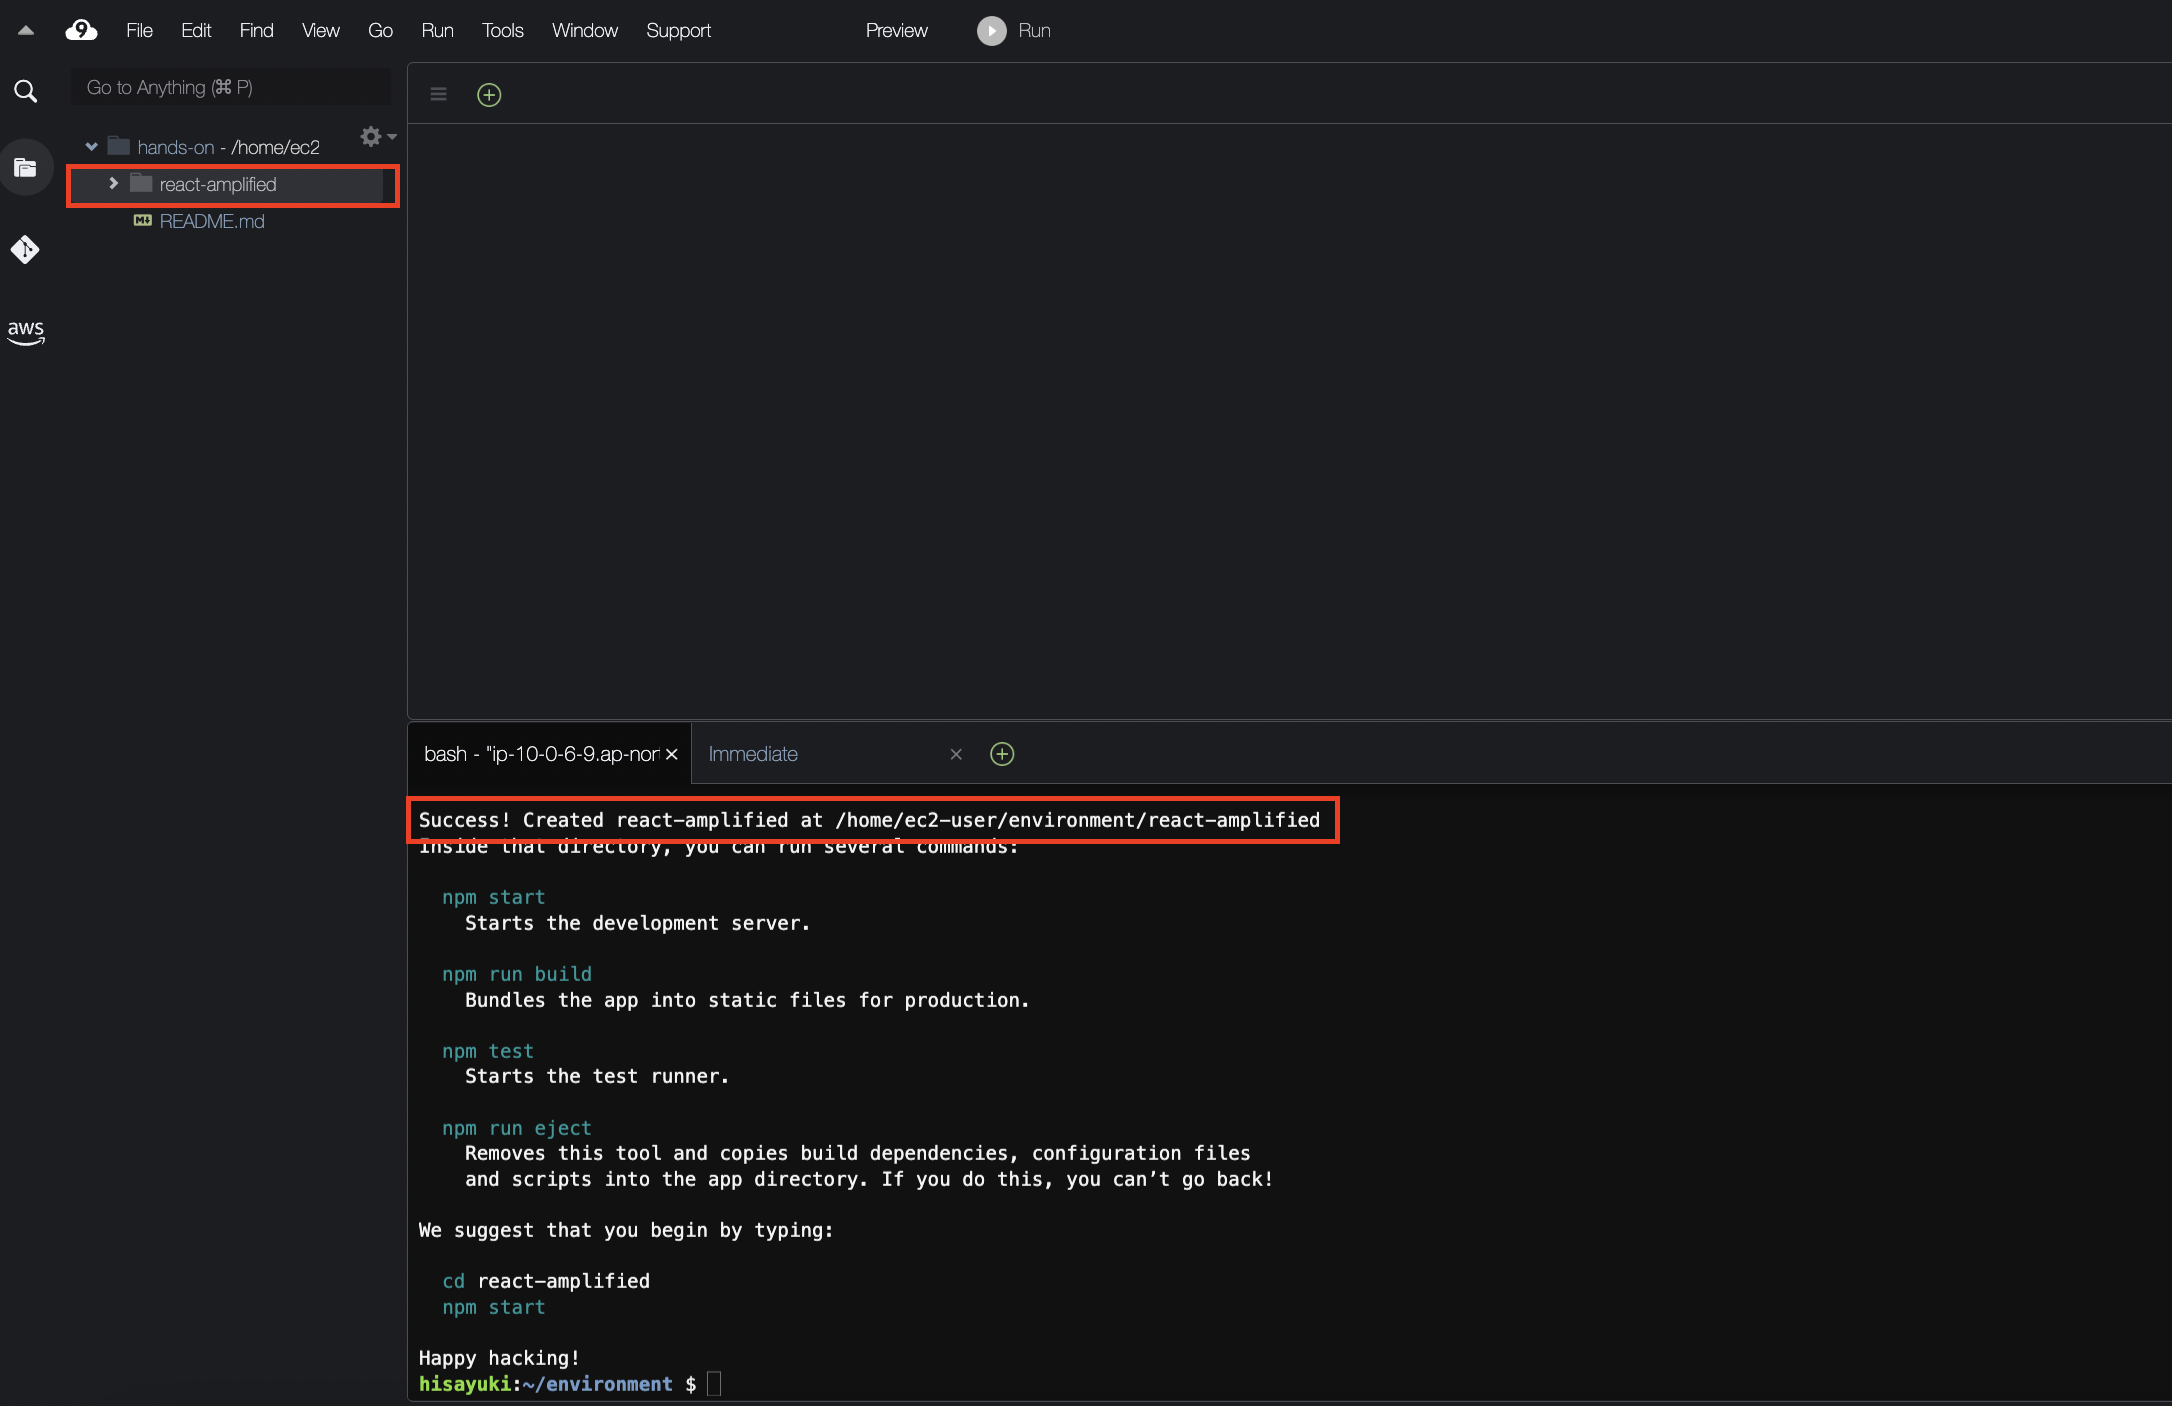 9 File Edit Find View Go Run Tools Window Support Preview Run
Go to Anything (⌘ P)
hands-on - /home/ec2
react-amplified
M↓ README.md
aws
bash - "ip-10-0-6-9.ap-nor Immediate
Success! Created react-amplified at /home/ec2-user/environment/react-amplified
Inside that directory, you can run several commands:
npm start
Starts the development server.
npm run build
Bundles the app into static files for production.
npm test
Starts the test runner.
npm run eject
Removes this tool and copies build dependencies, configuration files
and scripts into the app directory. If you do this, you can’t go back!
We suggest that you begin by typing:
cd react-amplified
npm start
Happy hacking!
hisayuki:~/environment $